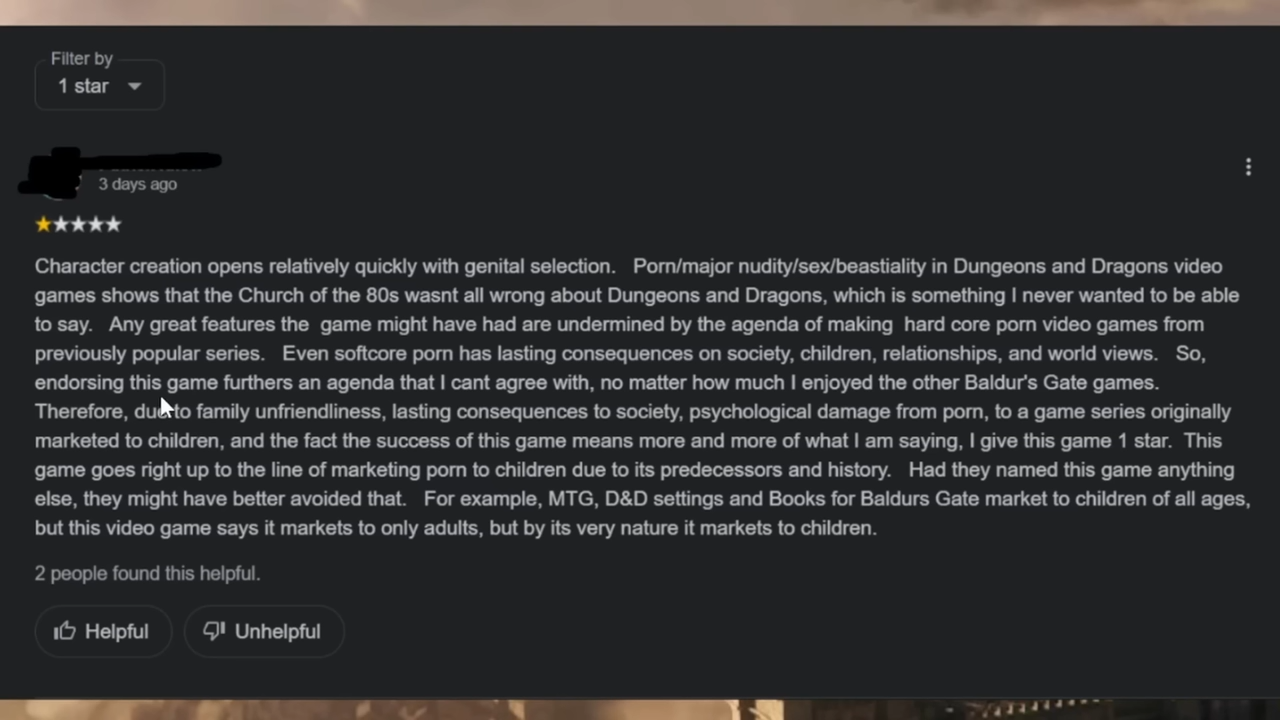 Filter by
1 star
3 days ago
Character creation opens relatively quickly with genital selection.   Porn/major nudity/sex/beastiality in Dungeons and Dragons video
games shows that the Church of the 80s wasnt all wrong about Dungeons and Dragons, which is something I never wanted to be able
to say.   Any great features the  game might have had are undermined by the agenda of making  hard core porn video games from
previously popular series.   Even softcore porn has lasting consequences on society, children, relationships, and world views.   So,
endorsing this game furthers an agenda that I cant agree with, no matter how much I enjoyed the other Baldur's Gate games.
Therefore, due to family unfriendliness, lasting consequences to society, psychological damage from porn, to a game series originally
marketed to children, and the fact the success of this game means more and more of what I am saying, I give this game 1 star.  This
game goes right up to the line of marketing porn to children due to its predecessors and history.   Had they named this game anything
else, they might have better avoided that.   For example, MTG, D&D settings and Books for Baldurs Gate market to children of all ages,
but this video game says it markets to only adults, but by its very nature it markets to children.
2 people found this helpful.
Helpful
Unhelpful